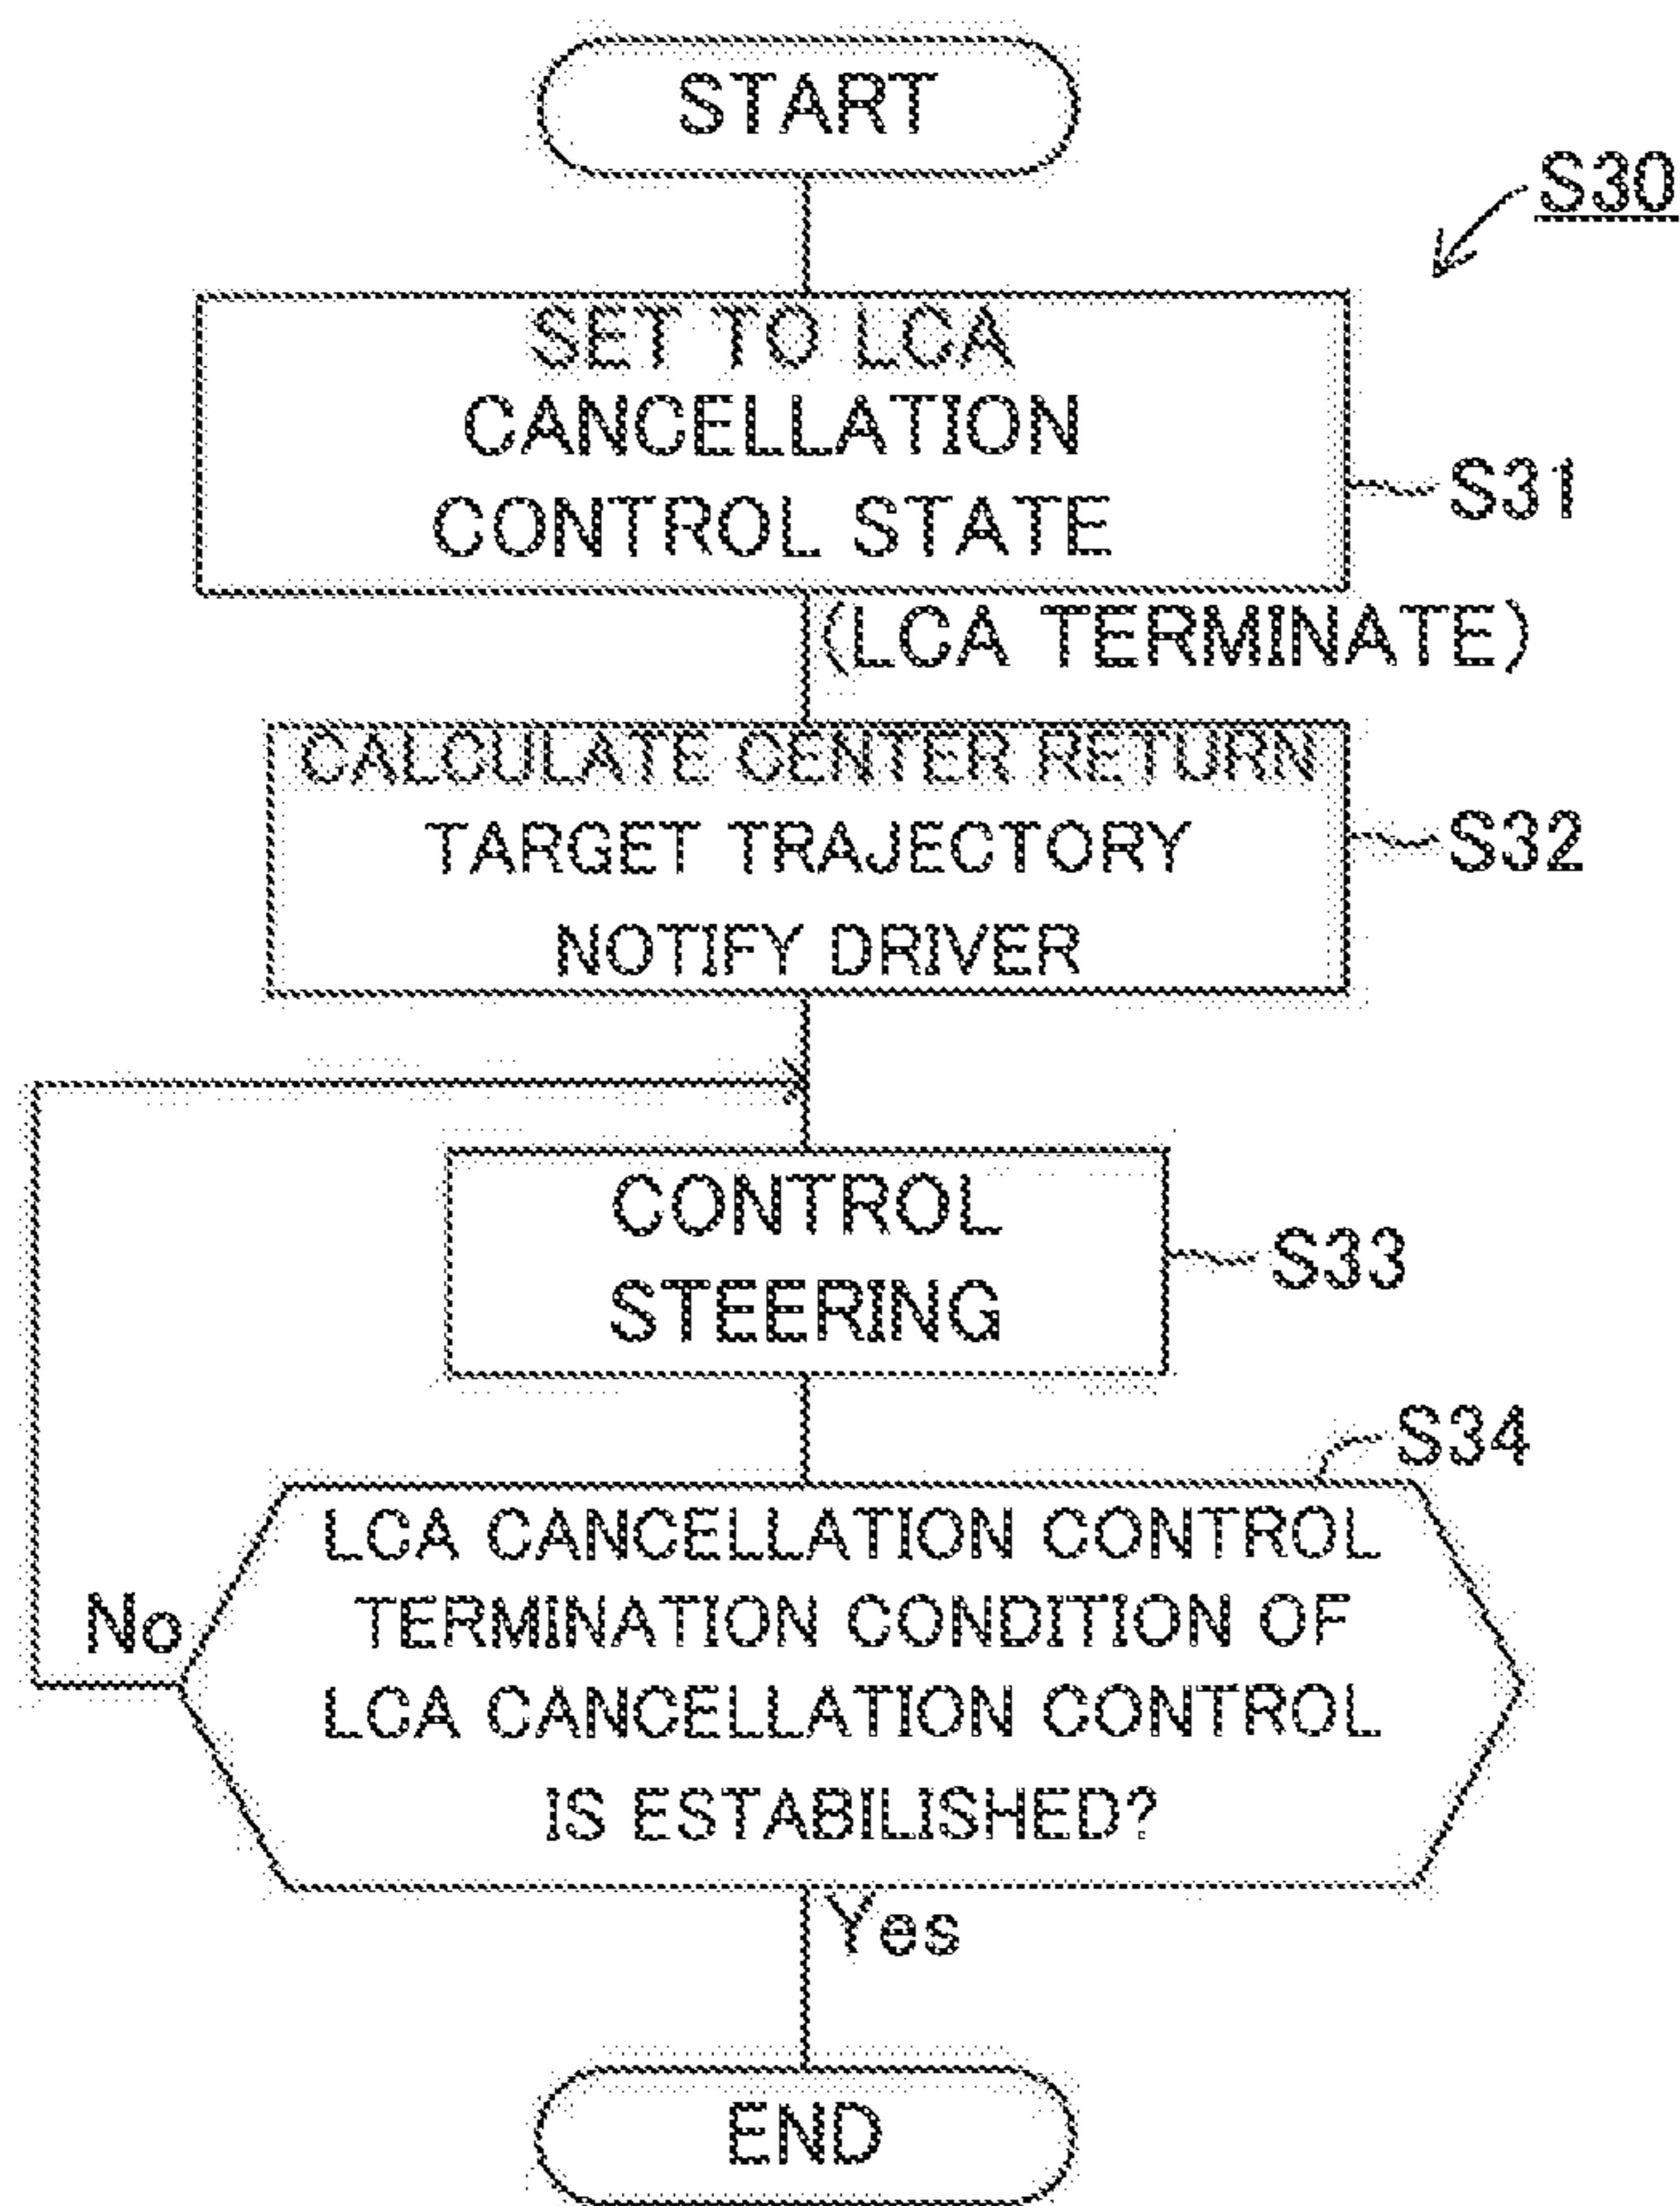 START
S30
SET TO LCA
CANCELLATION
CONTROL STATE
S31
(LCA TERMINATE)
CALCULATE CENTER RETURN
TARGET TRAJECTORY
NOTIFY DRIVER
S32
CONTROL
STEERING
S33
S34
LCA CANCELLATION CONTROL
TERMINATION CONDITION OF
LCA CANCELLATION CONTROL
IS ESTABILISHED?
No
Yes
END